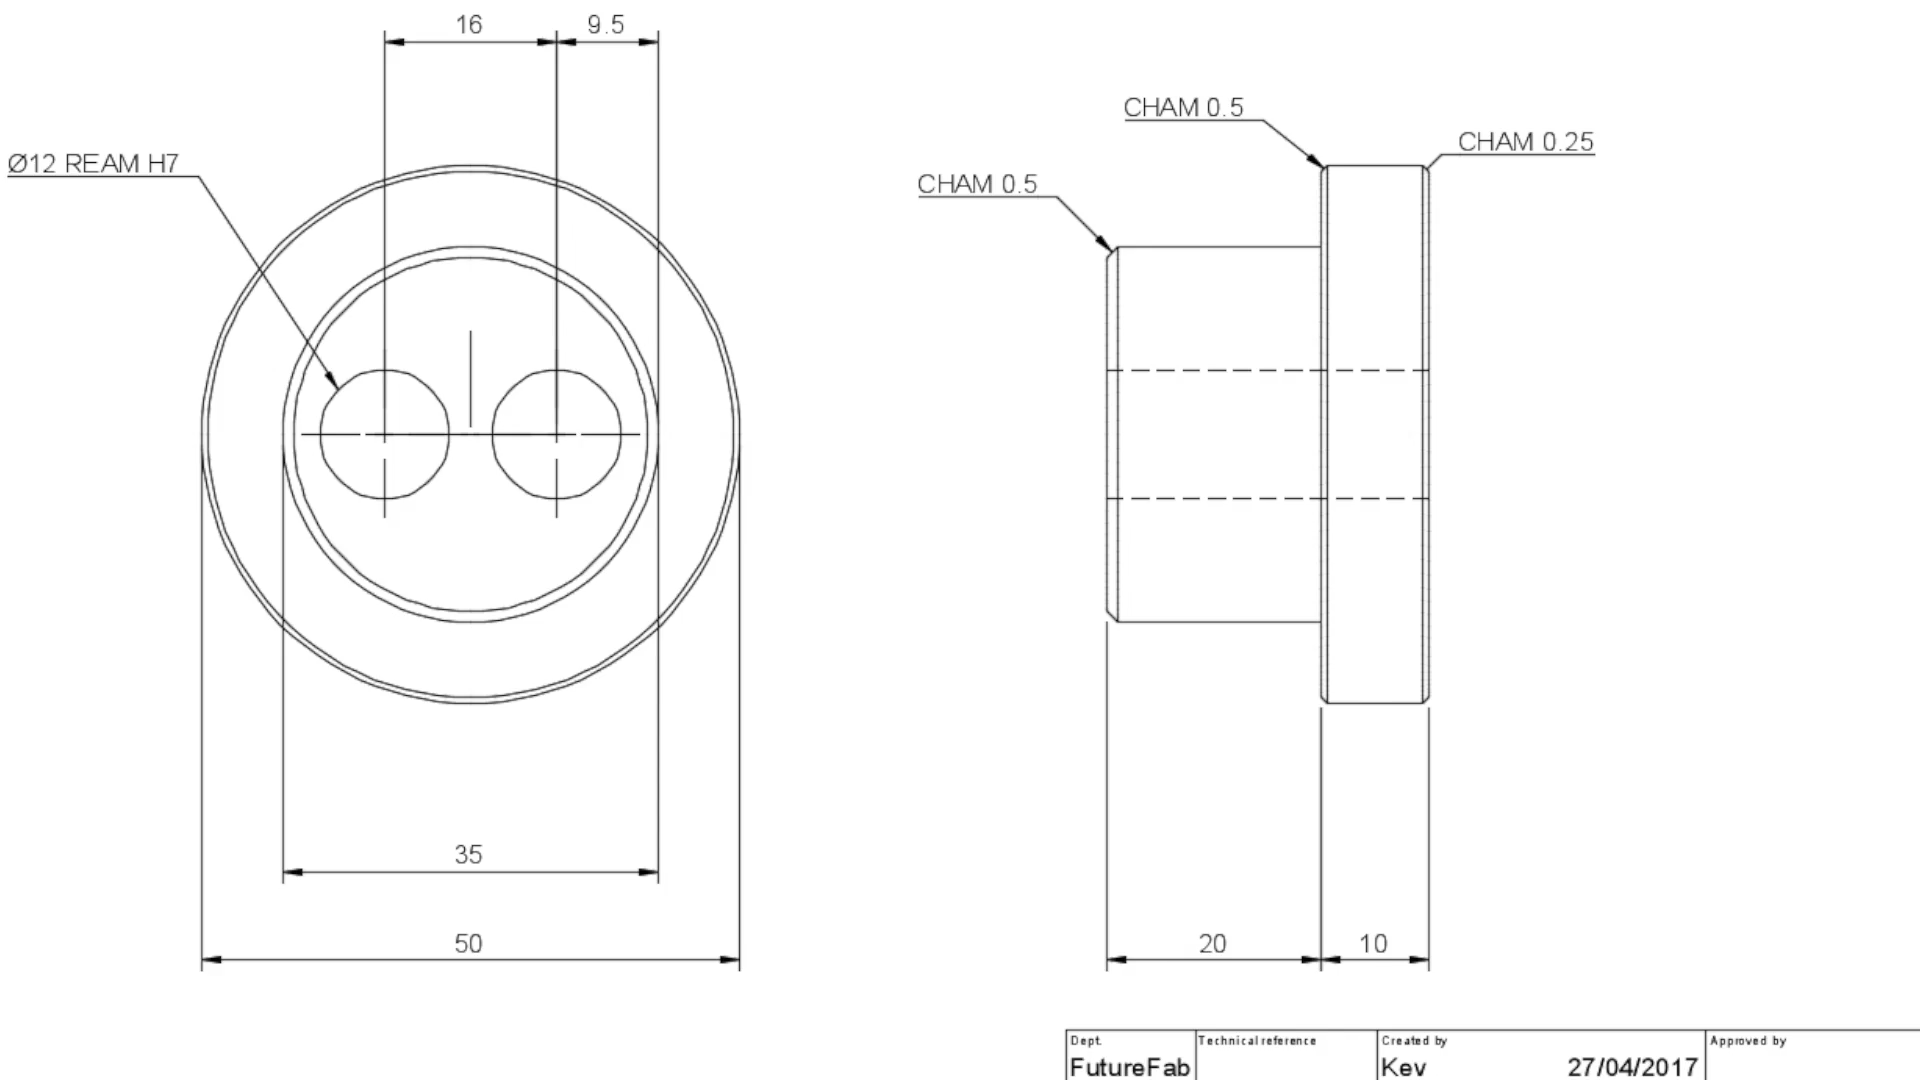 16
9.5
Ø12 REAM H7
CHAM 0.5
CHAM 0.25
CHAM 0.5
35
50
20
10
Dept.
Technical reference
Created by
Approved by
FutureFab
Kev
27/04/2017